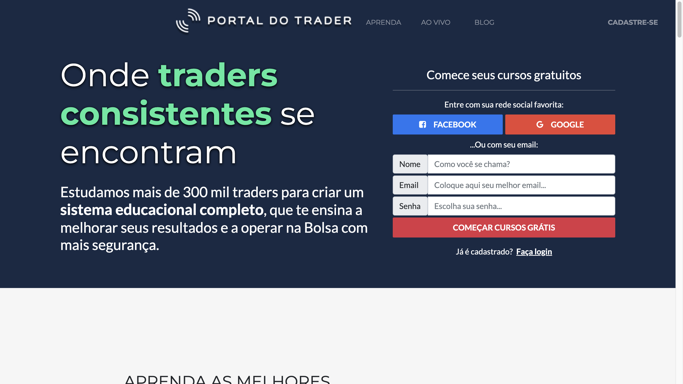 PORTAL DO TRADER
APRENDA
AO VIVO
BLOG
CADASTRE-SE
Onde traders
consistentes se
encontram
Estudamos mais de 300 mil traders para criar um
sistema educacional completo, que te ensina a
melhorar seus resultados e a operar na Bolsa com
mais segurança.
Comece seus cursos gratuitos
Entre com sua rede social favorita:
FACEBOOK
GOOGLE
...Ou com seu email:
Nome Como você se chama?
Email Coloque aqui seu melhor email...
Senha Escolha sua senha...
COMEÇAR CURSOS GRÁTIS
Já é cadastrado? Faça login
APRENDA AS MELHORES